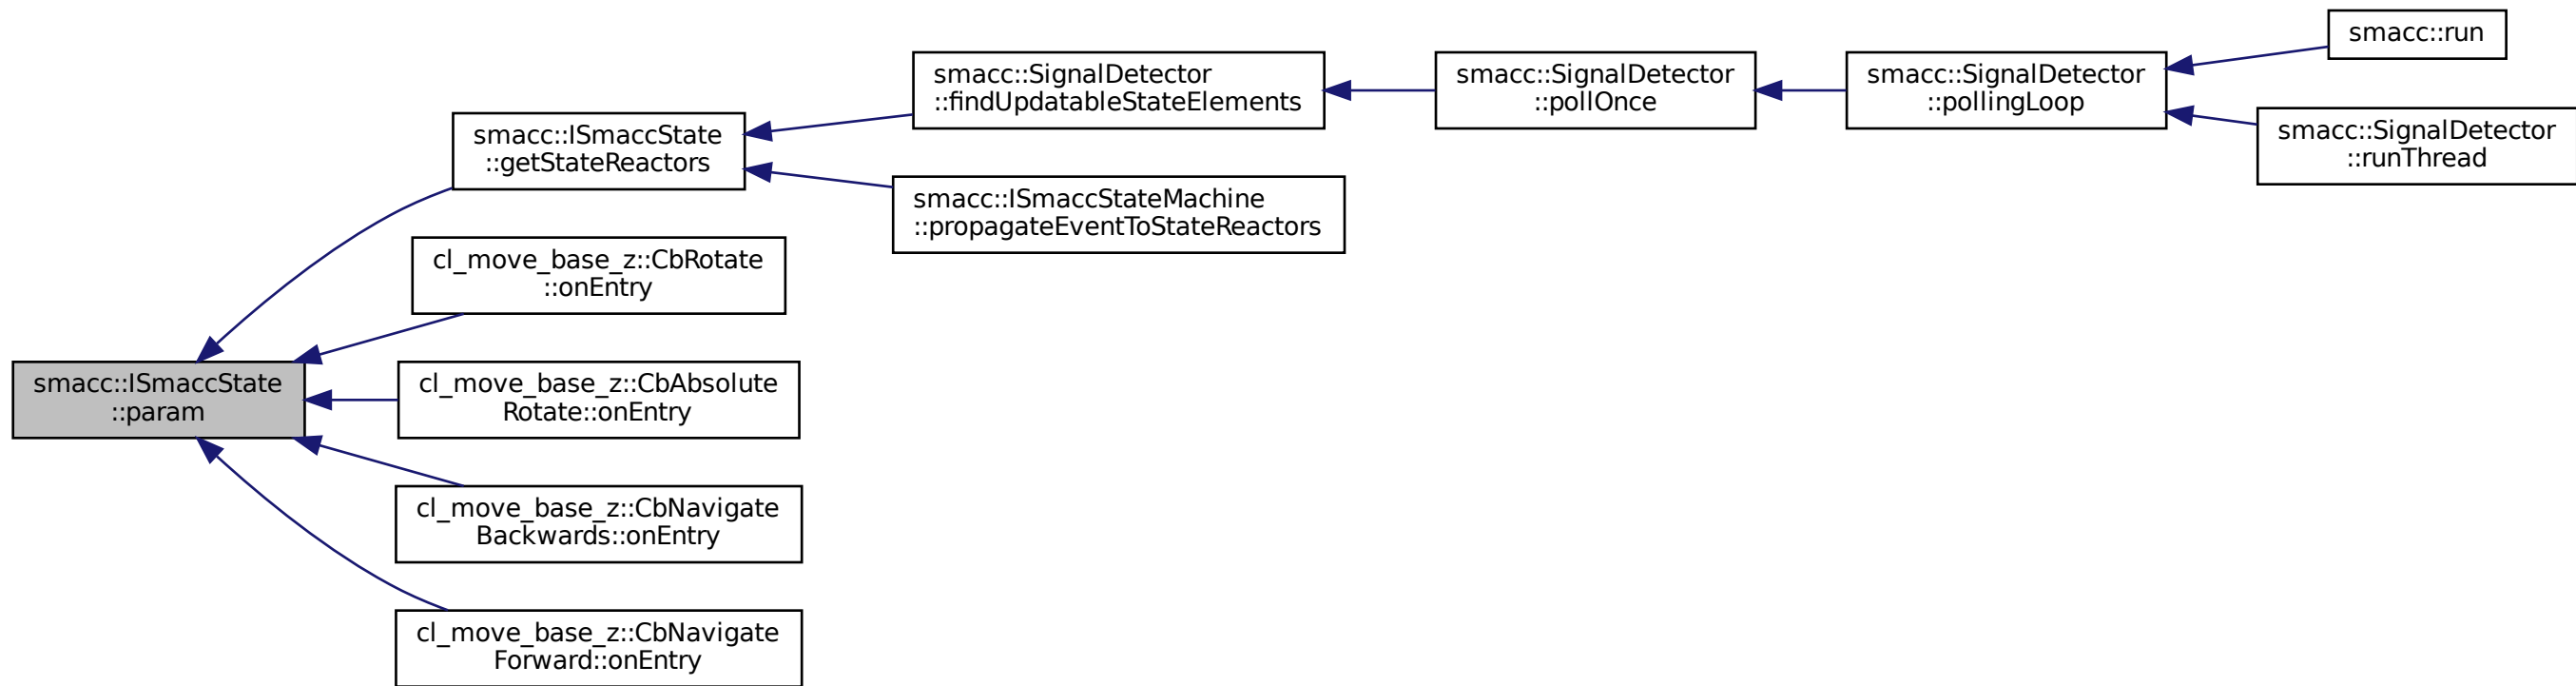 smacc::run
smacc::SignalDetector
::findUpdatableStateElements
smacc::SignalDetector
::pollOnce
smacc::SignalDetector
::pollingLoop
smacc::SignalDetector
::runThread
smacc::ISmaccState
::getStateReactors
smacc::ISmaccStateMachine
::propagateEventToStateReactors
cl_move_base_z::CbRotate
::onEntry
smacc::ISmaccState
::param
cl_move_base_z::CbAbsolute
Rotate::onEntry
cl_move_base_z::CbNavigate
Backwards::onEntry
cl_move_base_z::CbNavigate
Forward::onEntry